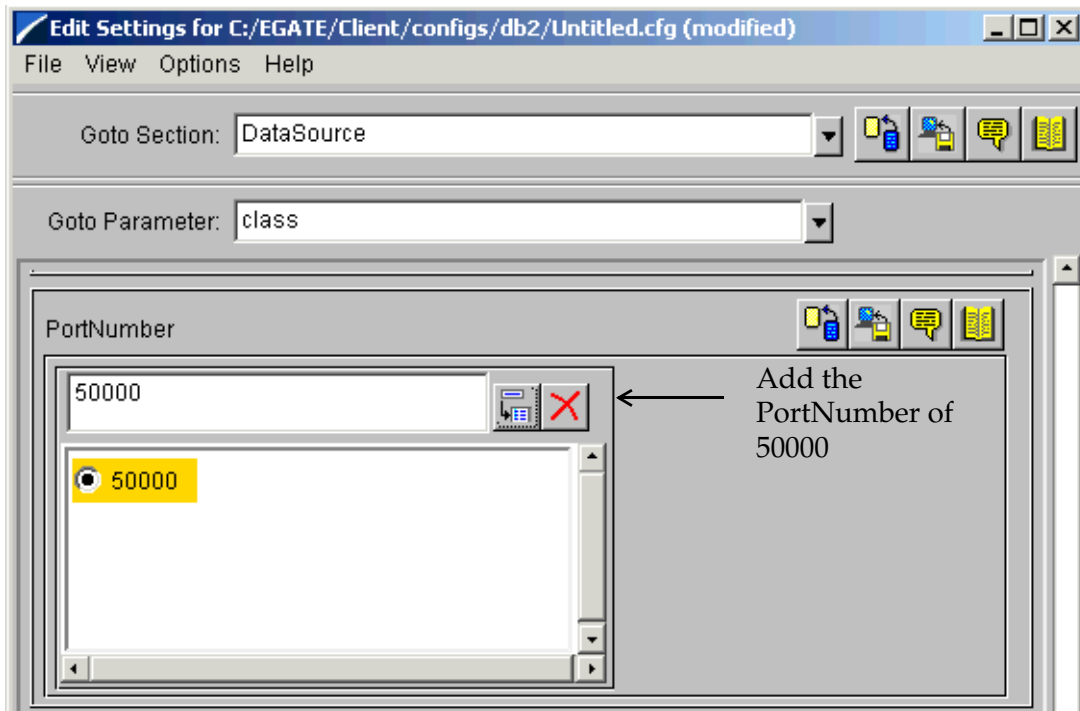 Edit Settings for C:/EGATE/Client/configs/db2/Untitled.cfg (modified)
File View Options Help
Goto Section: DataSource
Goto Parameter: class
PortNumber
50000
50000
Add the
PortNumber of
50000